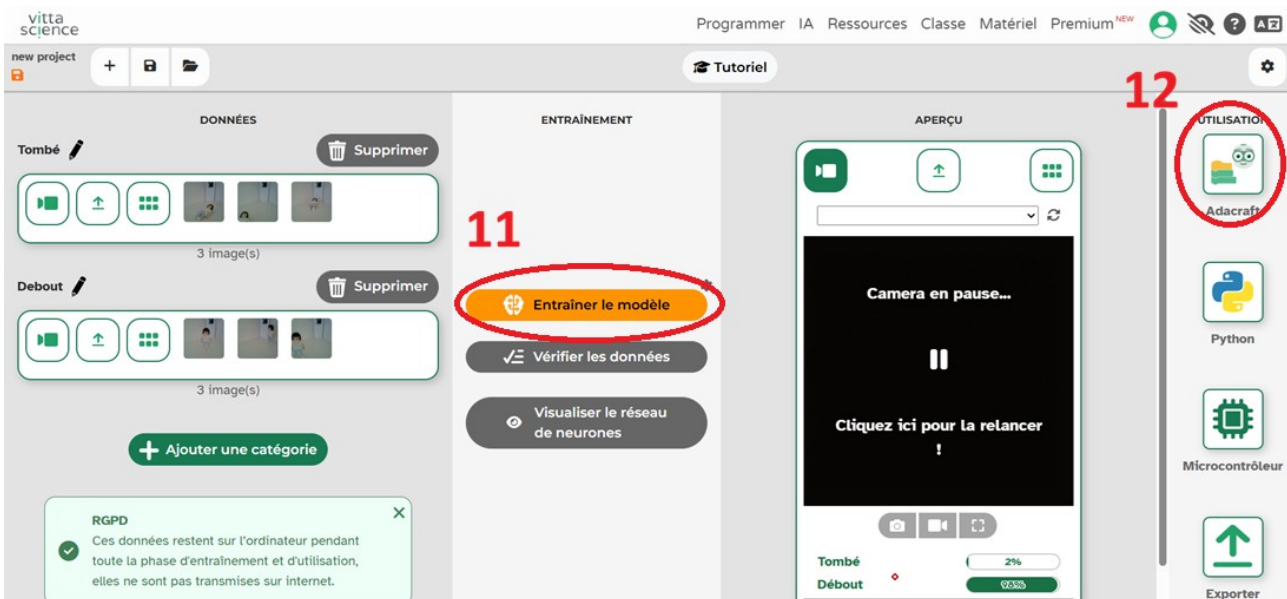 vitta
science
Programmer IA Ressources Classe Matériel Premium NEW
new project
Tutoriel
12
DONNÉES
ENTRAÎNEMENT
APERÇU
UTILISATION
Tombé
Supprimer
3 image(s)
Adacraft
11
Debout
Supprimer
Entraîner le modèle
3 image(s)
Vérifier les données
Visualiser le réseau
de neurones
Ajouter une catégorie
RGPD
Ces données restent sur l'ordinateur pendant
toute la phase d'entraînement et d'utilisation,
elles ne sont pas transmises sur internet.
Camera en pause...
Cliquez ici pour la relancer
!
Tombé 2%
Débout 98%
Python
Microcontrôleur
Exporter